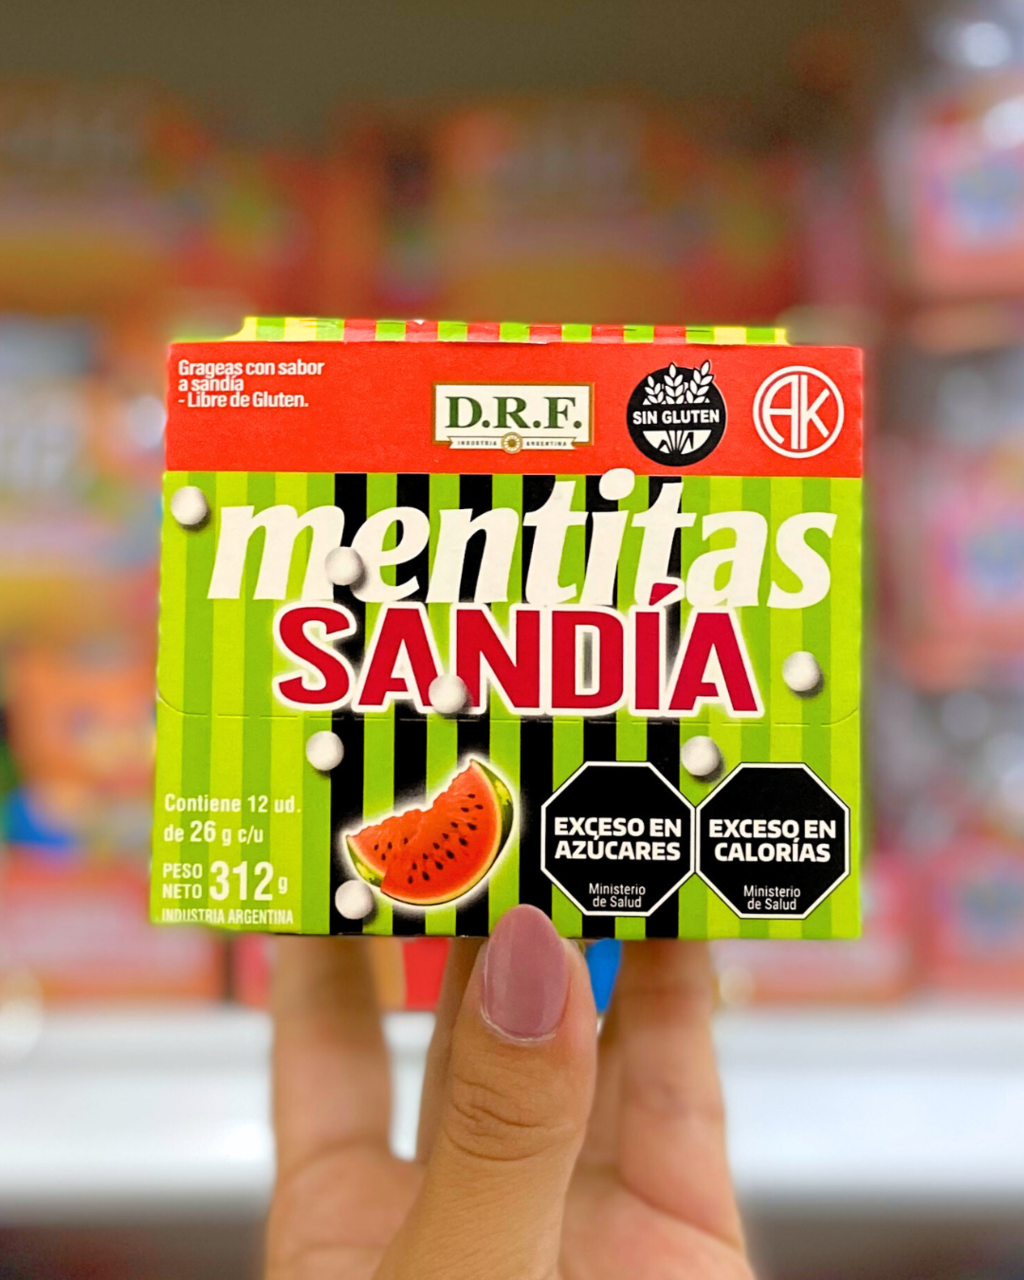 Grageas con sabor
a sandía
- Libre de Gluten.
D.R.F.
INDUSTRIA ARGENTINA
SIN GLUTEN
AK
mentitas
SANDÍA
Contiene 12 ud.
de 26 g c/u
PESO
NETO 312 g
INDUSTRIA ARGENTINA
EXCESO EN
AZÚCARES
Ministerio
de Salud
EXCESO EN
CALORÍAS
Ministerio
de Salud